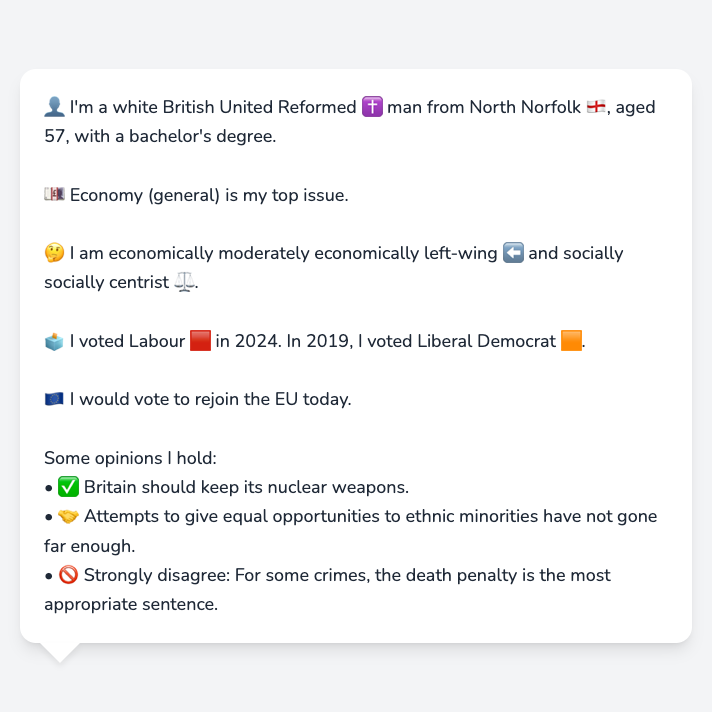 👤 I'm a white British United Reformed ✝️ man from North Norfolk 🏴󠁧󠁢󠁥󠁮󠁧󠁿, aged
57, with a bachelor's degree.
💷 Economy (general) is my top issue.
🤔 I am economically moderately economically left-wing ⬅️ and socially
socially centrist ⚖️.
🗳️ I voted Labour 🟥 in 2024. In 2019, I voted Liberal Democrat 🟧.
🇪🇺 I would vote to rejoin the EU today.
Some opinions I hold:
• ✅ Britain should keep its nuclear weapons.
• 🤝 Attempts to give equal opportunities to ethnic minorities have not gone
far enough.
• 🚫 Strongly disagree: For some crimes, the death penalty is the most
appropriate sentence.